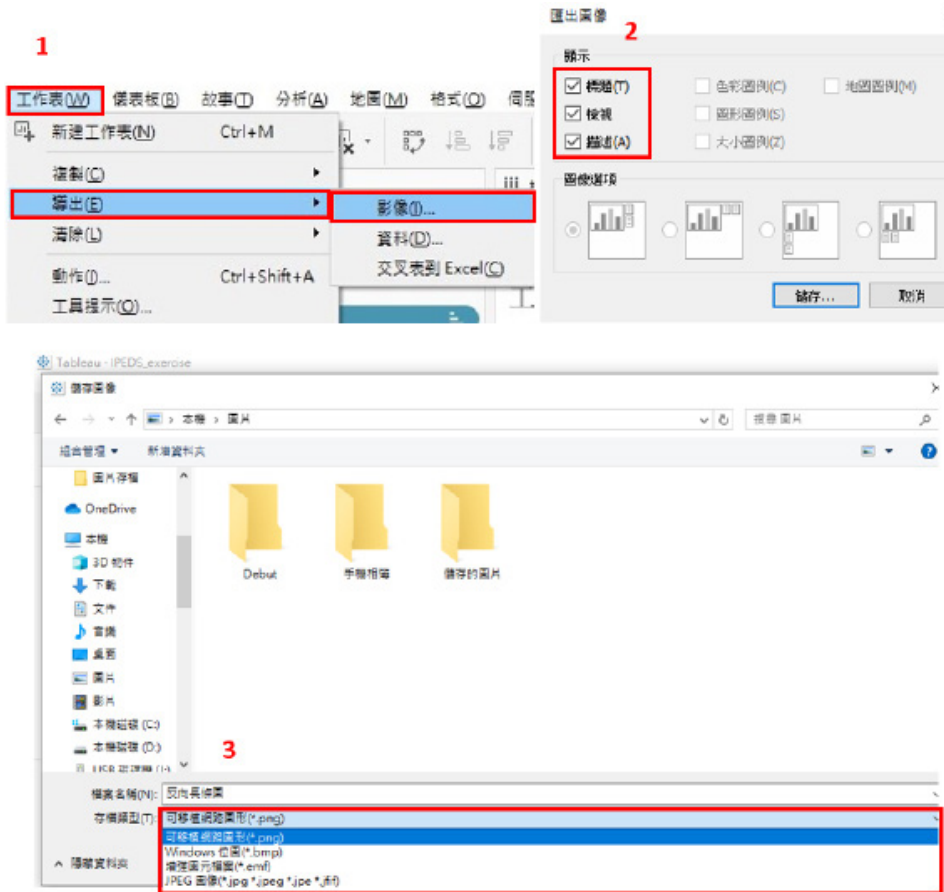 1
工作表(W) 儀表板(B) 故事(T) 分析(A) 地圖(M) 格式(O)
新建工作表(N) Ctrl+M
複製(C)
導出(E)
影像(I)...
清除(L)
資料(D)...
交叉表到 Excel(C)
動作(I)... Ctrl+Shift+A
工具提示(O)...
匯出圖像
2
顯示
標題(T) 色彩圖例(C) 地圖圖例(M)
檢視 圖形圖例(S)
描述(A) 大小圖例(Z)
圖像選項
儲存... 取消
Tableau - IPEDS_exercise
儲存圖像
本機 › 圖片
搜尋 圖片
組合管理 新增資料夾
圖片存檔
OneDrive
本機
3D 物件
下載
文件
音樂
桌面
圖片
影片
本機磁碟 (C:)
本機磁碟 (D:)
Debut
手機相簿
儲存的圖片
3
檔案名稱(N): 反向長條圖
存檔類型(T): 可移植網路圖形(*.png)
可移植網路圖形(*.png)
Windows 位圖(*.bmp)
增強圖元檔案(*.emf)
JPEG 圖像(*.jpg *.jpeg *.jpe *.jfif)
隱藏資料夾